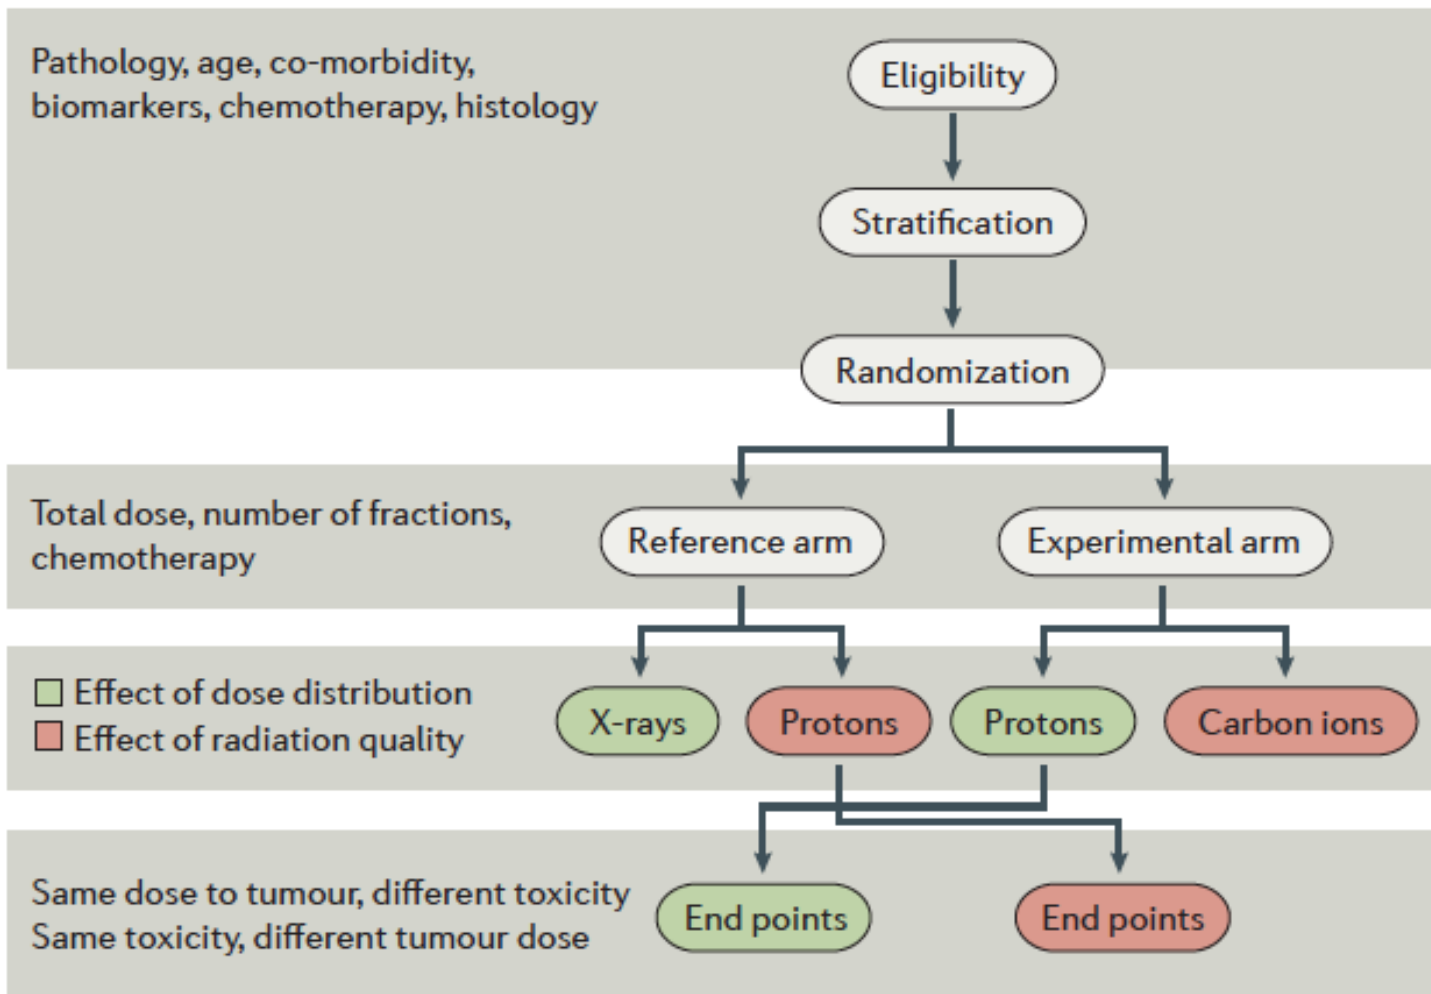 Pathology, age, co-morbidity,
biomarkers, chemotherapy, histology
Eligibility
Stratification
Randomization
Total dose, number of fractions,
chemotherapy
Reference arm
Experimental arm
Effect of dose distribution
Effect of radiation quality
X-rays
Protons
Protons
Carbon ions
Same dose to tumour, different toxicity
Same toxicity, different tumour dose
End points
End points